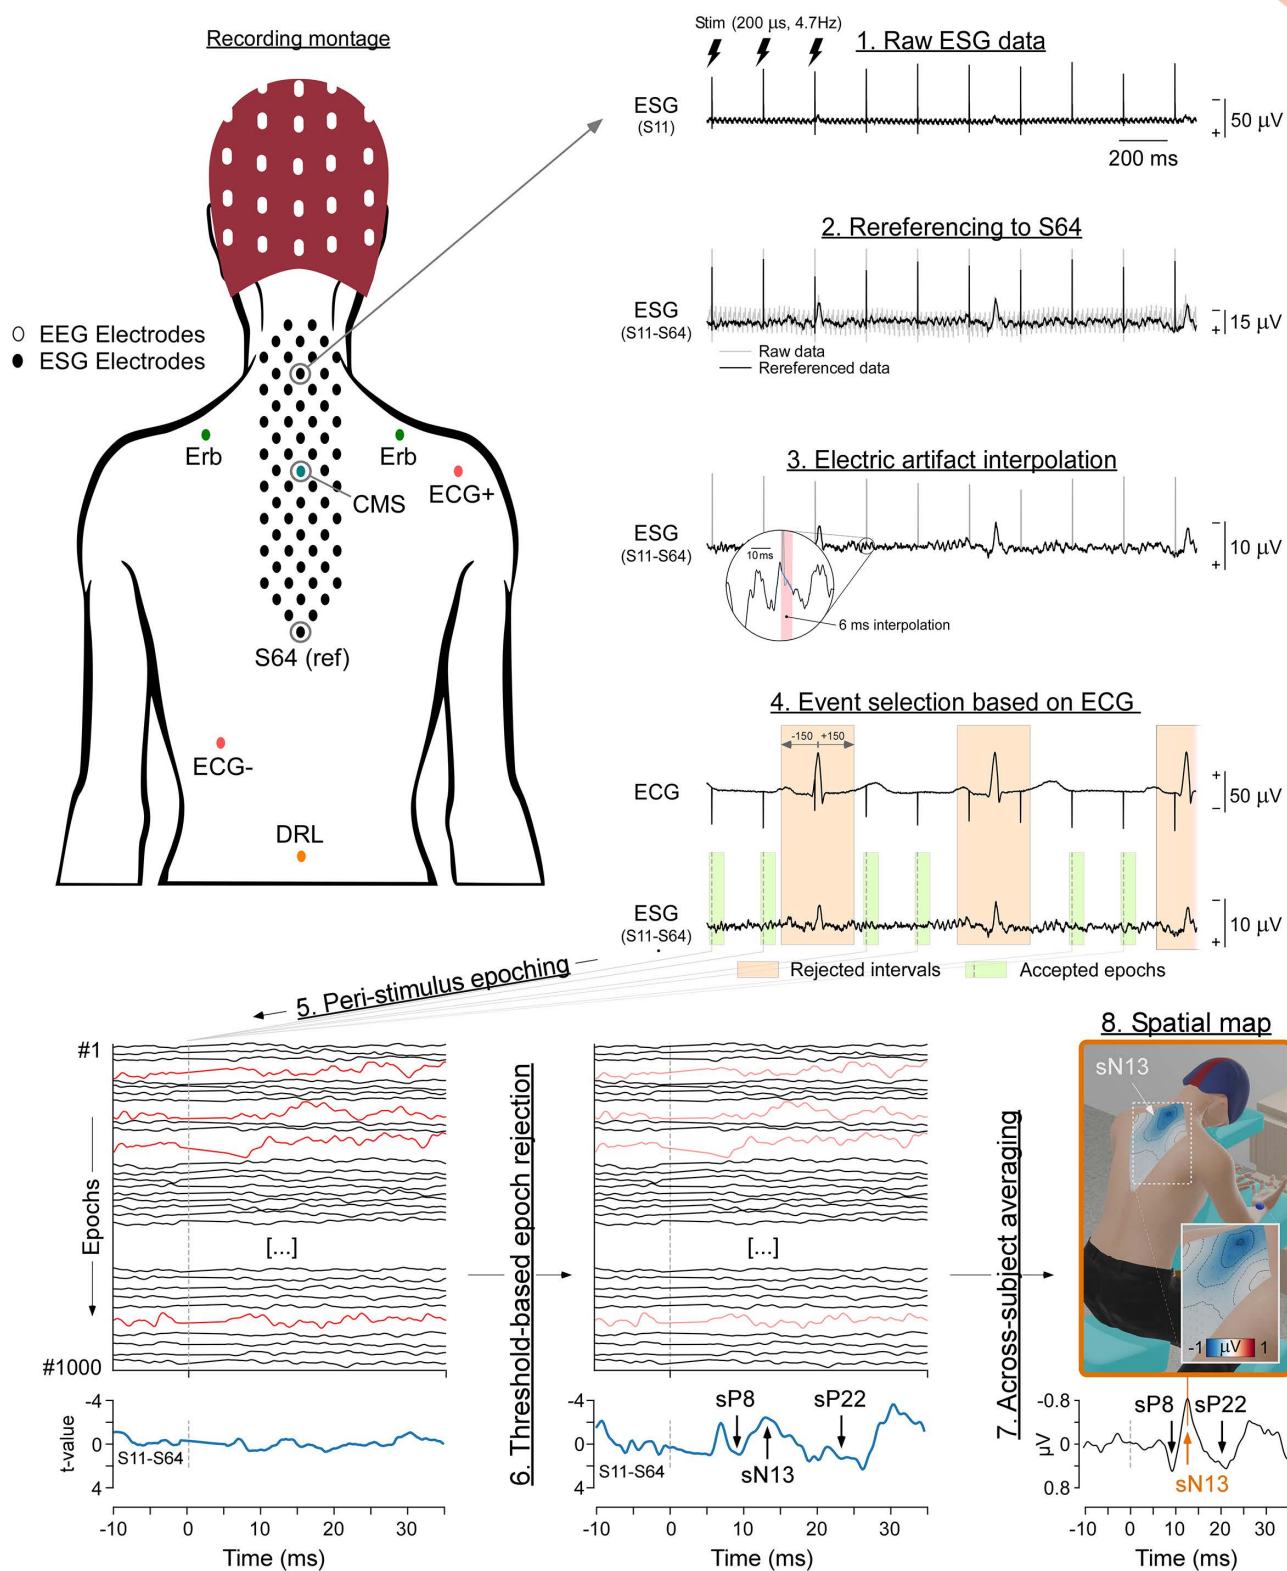 Recording montage
EEG Electrodes
ESG Electrodes
Erb
Erb
ECG+
CMS
S64 (ref)
ECG-
DRL
Stim (200 µs, 4.7Hz)
1. Raw ESG data
ESG
(S11)
−
+
50 µV
200 ms
2. Rereferencing to S64
ESG
(S11-S64)
−
+
15 µV
Raw data
Rereferenced data
3. Electric artifact interpolation
ESG
(S11-S64)
10 ms
−
+
10 µV
6 ms interpolation
4. Event selection based on ECG
-150 +150
ECG
+
−
50 µV
ESG
(S11-S64)
−
+
10 µV
Rejected intervals
Accepted epochs
5. Peri-stimulus epoching
#1
Epochs
[...]
#1000
-4
0
4
t-value
S11-S64
-10 0 10 20 30
Time (ms)
6. Threshold-based epoch rejection
[...]
-4
0
4
S11-S64
sP8
sN13
sP22
-10 0 10 20 30
Time (ms)
7. Across-subject averaging
8. Spatial map
sN13
-1 µV 1
-0.8
0
0.8
µV
sP8
sP22
sN13
-10 0 10 20 30
Time (ms)